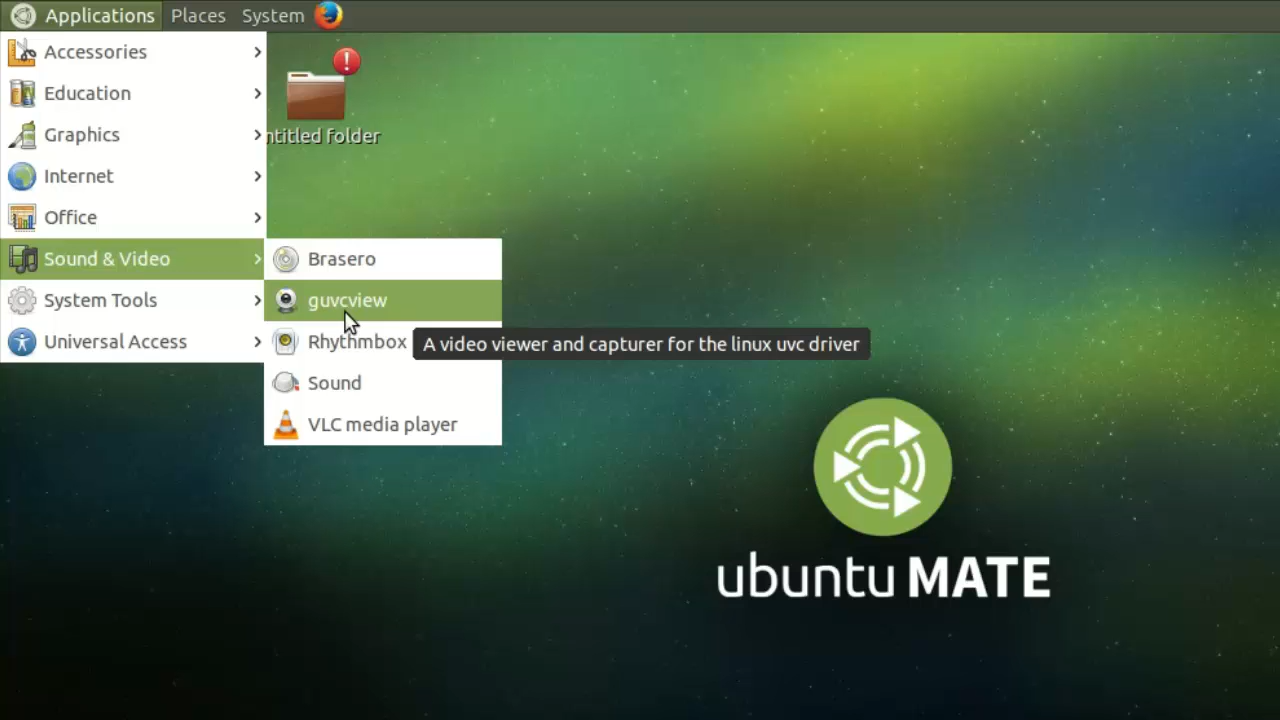 Applications Places System
Accessories
ntitled folder
Education
Graphics
Internet
Office
Sound & Video
System Tools
Universal Access
Brasero
guvcview
Rhythmbox
A video viewer and capturer for the linux uvc driver
Sound
VLC media player
ubuntu MATE